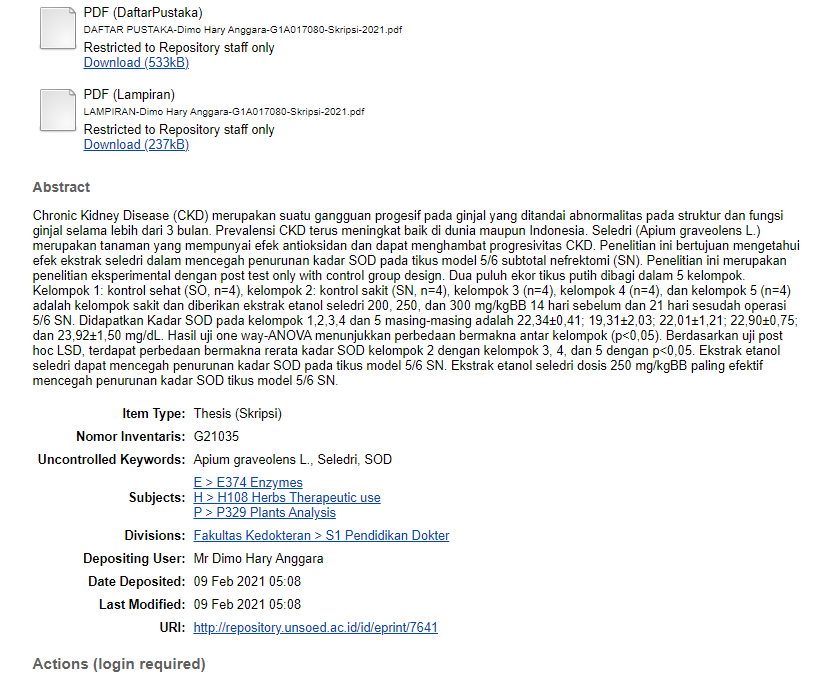 PDF (DaftarPustaka)
DAFTAR PUSTAKA-Dimo Hary Anggara-G1A017080-Skripsi-2021.pdf
Restricted to Repository staff only
Download (533kB)
PDF (Lampiran)
LAMPIRAN-Dimo Hary Anggara-G1A017080-Skripsi-2021.pdf
Restricted to Repository staff only
Download (237kB)
Abstract
Chronic Kidney Disease (CKD) merupakan suatu gangguan progesif pada ginjal yang ditandai abnormalitas pada struktur dan fungsi
ginjal selama lebih dari 3 bulan. Prevalensi CKD terus meningkat baik di dunia maupun Indonesia. Seledri (Apium graveolens L.)
merupakan tanaman yang mempunyai efek antioksidan dan dapat menghambat progresivitas CKD. Penelitian ini bertujuan mengetahui
efek ekstrak seledri dalam mencegah penurunan kadar SOD pada tikus model 5/6 subtotal nefrektomi (SN). Penelitian ini merupakan
penelitian eksperimental dengan post test only with control group design. Dua puluh ekor tikus putih dibagi dalam 5 kelompok.
Kelompok 1: kontrol sehat (SO, n=4), kelompok 2: kontrol sakit (SN, n=4), kelompok 3 (n=4), kelompok 4 (n=4), dan kelompok 5 (n=4)
adalah kelompok sakit dan diberikan ekstrak etanol seledri 200, 250, dan 300 mg/kgBB 14 hari sebelum dan 21 hari sesudah operasi
5/6 SN. Didapatkan Kadar SOD pada kelompok 1,2,3,4 dan 5 masing-masing adalah 22,34±0,41; 19,31±2,03; 22,01±1,21; 22,90±0,75;
dan 23,92±1,50 mg/dL. Hasil uji one way-ANOVA menunjukkan perbedaan bermakna antar kelompok (p<0,05). Berdasarkan uji post
hoc LSD, terdapat perbedaan bermakna rerata kadar SOD kelompok 2 dengan kelompok 3, 4, dan 5 dengan p<0,05. Ekstrak etanol
seledri dapat mencegah penurunan kadar SOD pada tikus model 5/6 SN. Ekstrak etanol seledri dosis 250 mg/kgBB paling efektif
mencegah penurunan kadar SOD tikus model 5/6 SN.
Item Type: Thesis (Skripsi)
Nomor Inventaris: G21035
Uncontrolled Keywords: Apium graveolens L., Seledri, SOD
E > E374 Enzymes
Subjects: H > H108 Herbs Therapeutic use
P > P329 Plants Analysis
Divisions: Fakultas Kedokteran > S1 Pendidikan Dokter
Depositing User: Mr Dimo Hary Anggara
Date Deposited: 09 Feb 2021 05:08
Last Modified: 09 Feb 2021 05:08
URI: http://repository.unsoed.ac.id/id/eprint/7641
Actions (login required)